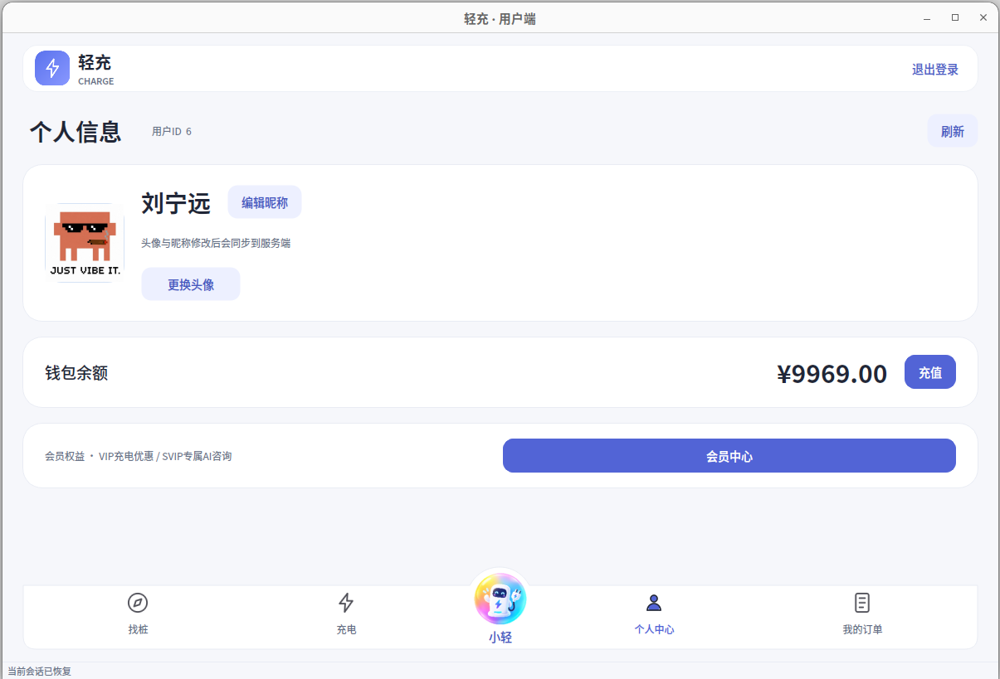 轻充 · 用户端
轻充
CHARGE
退出登录
个人信息
用户ID 6
刷新
刘宁远
编辑昵称
头像与昵称修改后会同步到服务端
JUST VIBE IT.
更换头像
钱包余额
¥9969.00
充值
会员权益 · VIP充电优惠 / SVIP专属AI咨询
会员中心
找桩
充电
小轻
个人中心
我的订单
当前会话已恢复